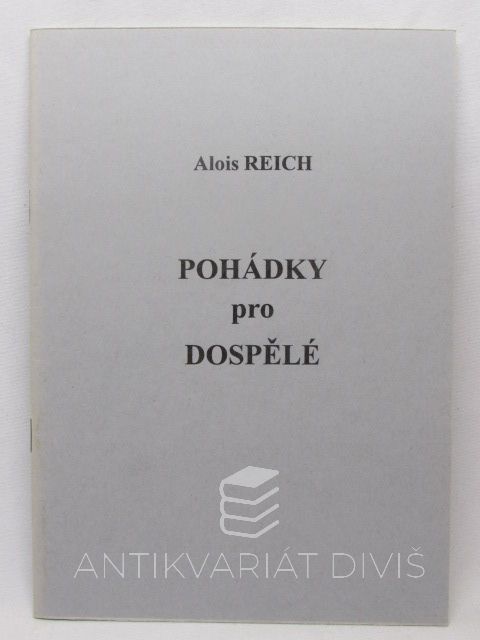 Alois REICH
POHÁDKY
pro
DOSPĚLÉ
ANTIKVARIÁT DIVIŠ